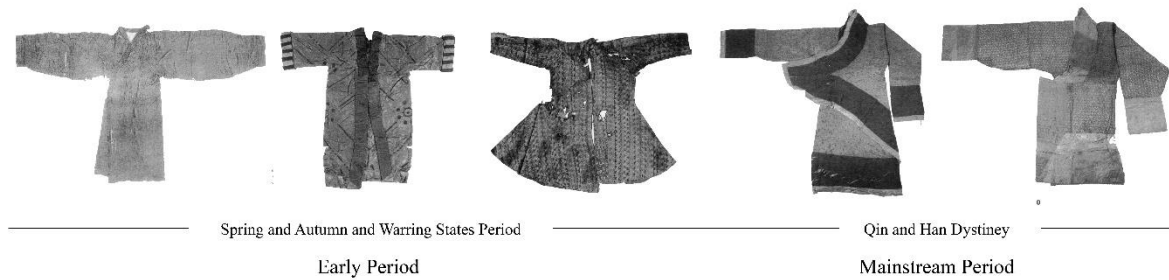 Spring and Autumn and Warring States Period
Qin and Han Dystiney
Early Period
Mainstream Period